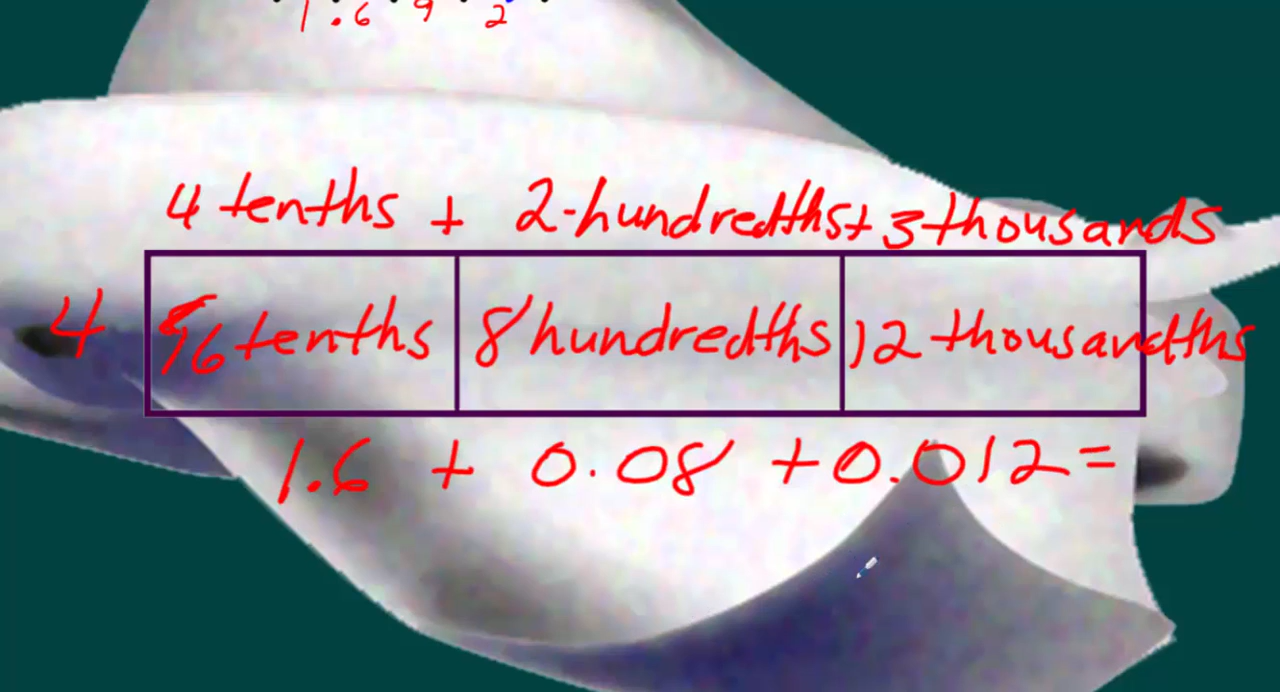 1.6 9 2
4 tenths + 2-hundredths + 3 thousands
4 96 tenths 8 hundredths 12 thousandths
1.6 + 0.08 + 0.012 =